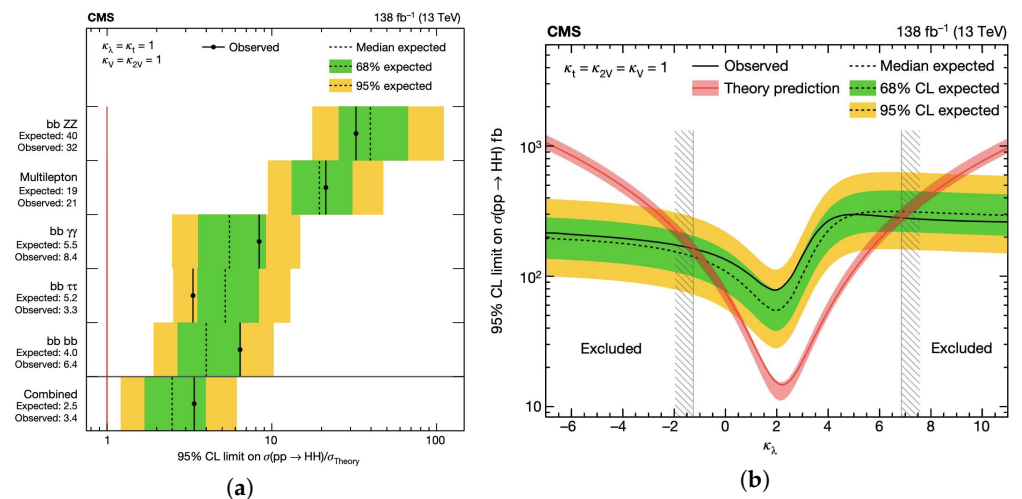 CMS 138 fb⁻¹ (13 TeV)
κλ = κt = 1
κV = κ2V = 1
Observed
Median expected
68% expected
95% expected
bb ZZ
Expected: 40
Observed: 32
Multilepton
Expected: 19
Observed: 21
bb γγ
Expected: 5.5
Observed: 8.4
bb ττ
Expected: 5.2
Observed: 3.3
bb bb
Expected: 4.0
Observed: 6.4
Combined
Expected: 2.5
Observed: 3.4
1 10 100
95% CL limit on σ(pp → HH)/σTheory
(a)
CMS 138 fb⁻¹ (13 TeV)
κt = κ2V = κV = 1
Observed
Theory prediction
Median expected
68% CL expected
95% CL expected
95% CL limit on σ(pp → HH) fb
10³
10²
10
Excluded
Excluded
−6 −4 −2 0 2 4 6 8 10
κλ
(b)